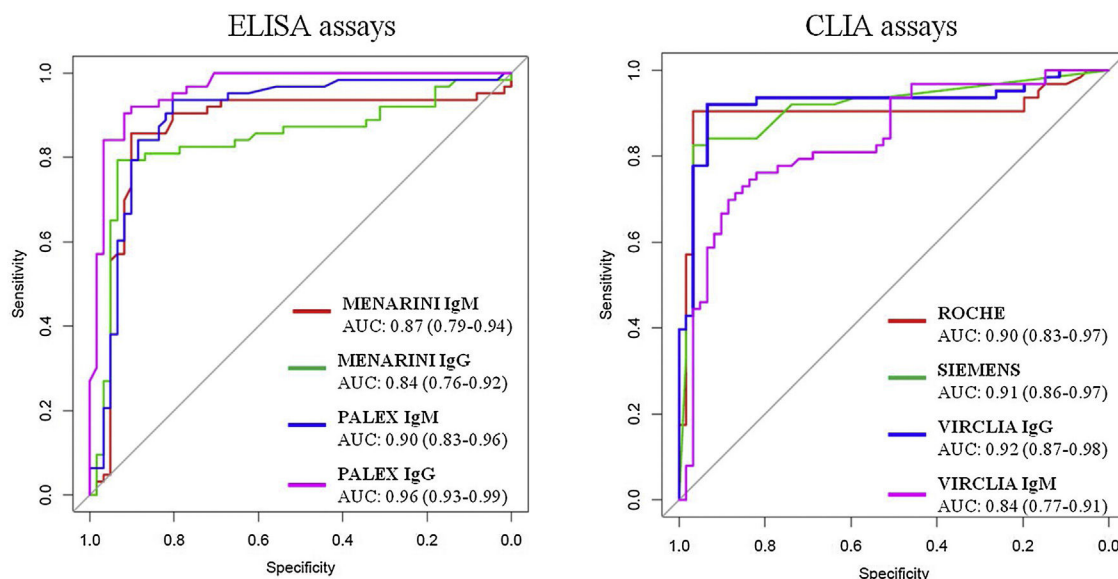 ELISA assays
Sensitivity
1.0
0.8
0.6
0.4
0.2
0.0
MENARINI IgM
AUC: 0.87 (0.79-0.94)
MENARINI IgG
AUC: 0.84 (0.76-0.92)
PALEX IgM
AUC: 0.90 (0.83-0.96)
PALEX IgG
AUC: 0.96 (0.93-0.99)
1.0 0.8 0.6 0.4 0.2 0.0
Specificity
CLIA assays
Sensitivity
1.0
0.8
0.6
0.4
0.2
0.0
ROCHE
AUC: 0.90 (0.83-0.97)
SIEMENS
AUC: 0.91 (0.86-0.97)
VIRCLIA IgG
AUC: 0.92 (0.87-0.98)
VIRCLIA IgM
AUC: 0.84 (0.77-0.91)
1.0 0.8 0.6 0.4 0.2 0.0
Specificity